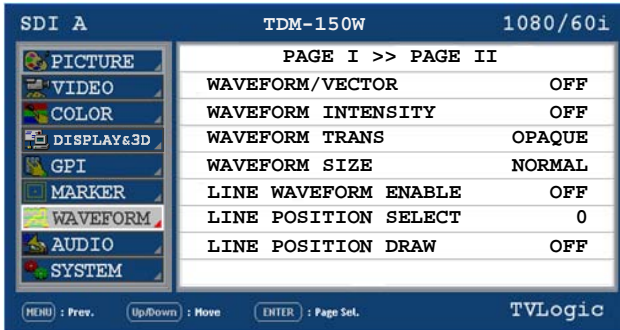 SDI A TDM-150W 1080/60i
PICTURE
VIDEO
COLOR
DISPLAY&3D
GPI
MARKER
WAVEFORM
AUDIO
SYSTEM
PAGE I >> PAGE II
WAVEFORM/VECTOR OFF
WAVEFORM INTENSITY OFF
WAVEFORM TRANS OPAQUE
WAVEFORM SIZE NORMAL
LINE WAVEFORM ENABLE OFF
LINE POSITION SELECT 0
LINE POSITION DRAW OFF
MENU : Prev. Up/Down : Move ENTER : Page Sel. TVLogic